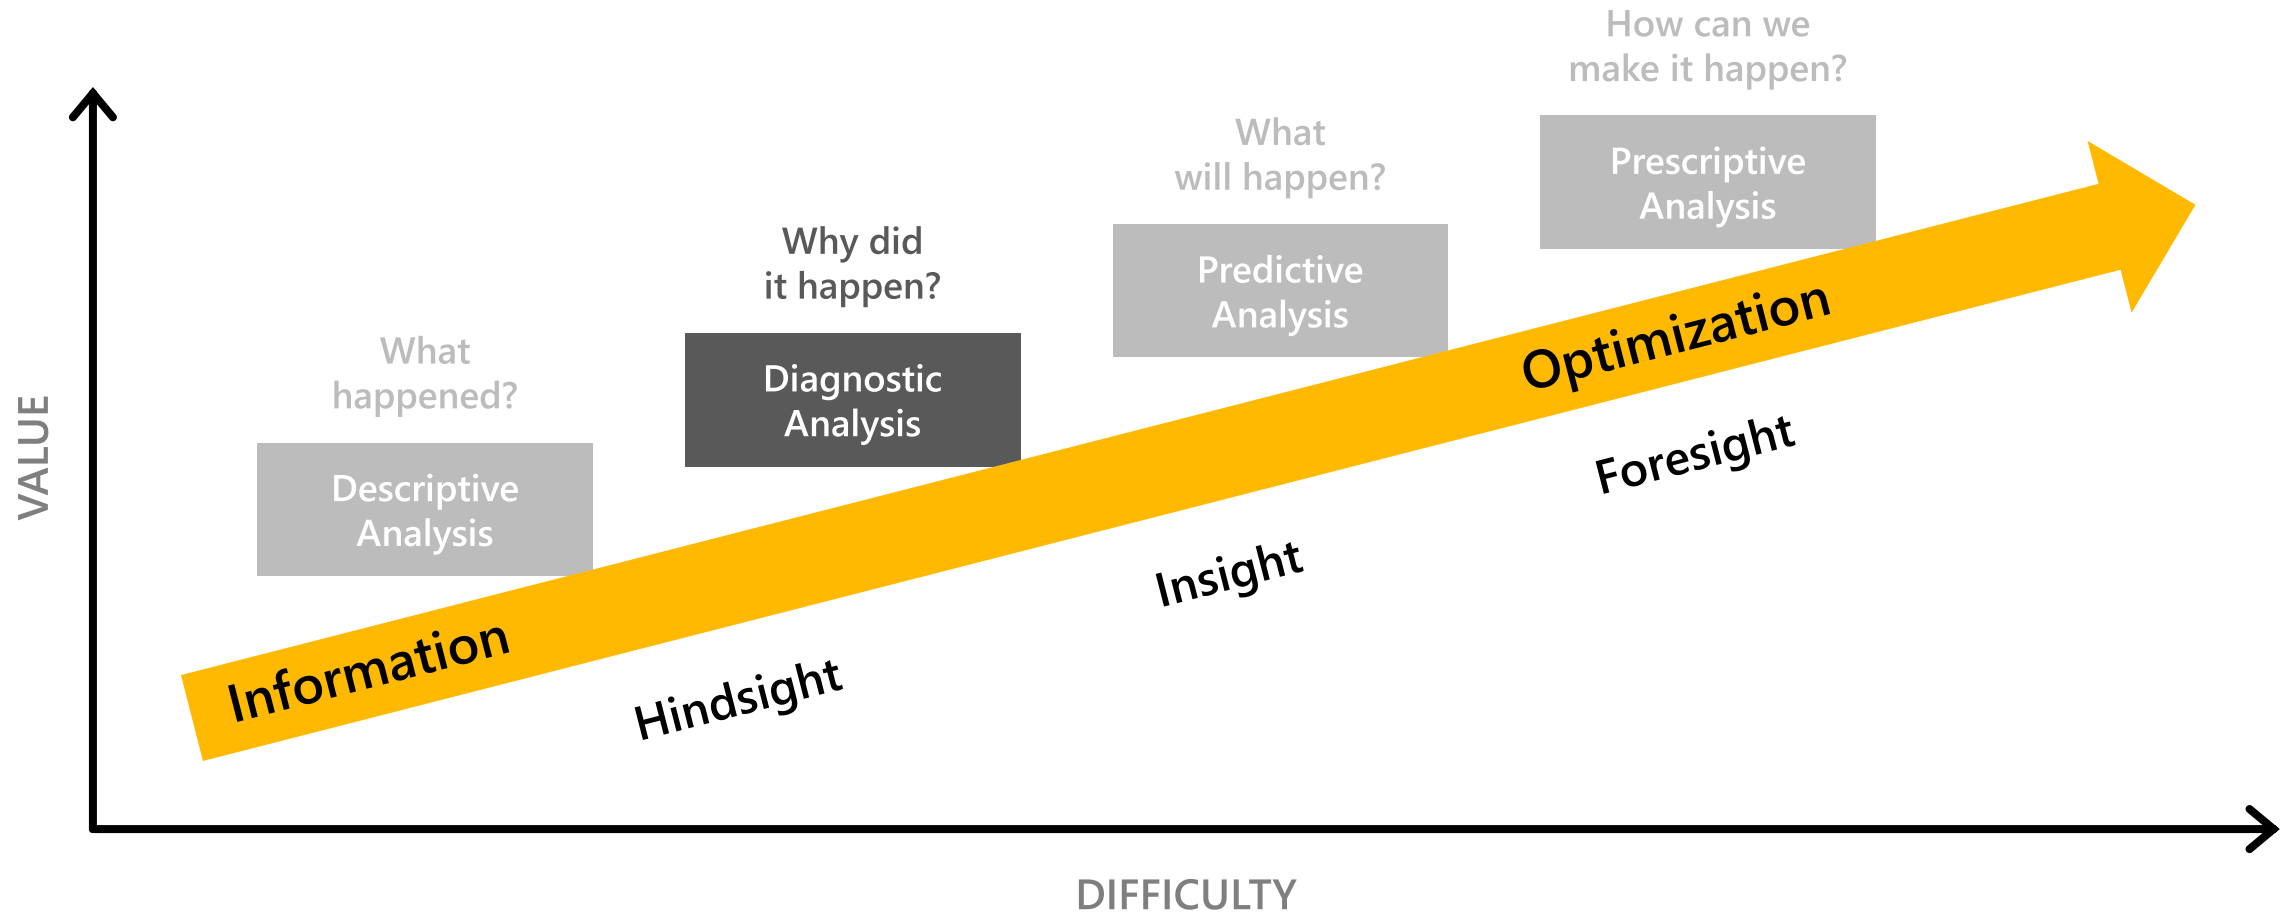 How can we
make it happen?
Prescriptive
Analysis
What
will happen?
Predictive
Analysis
Why did
it happen?
Diagnostic
Analysis
What
happened?
Descriptive
Analysis
VALUE
Information
Optimization
Hindsight
Insight
Foresight
DIFFICULTY